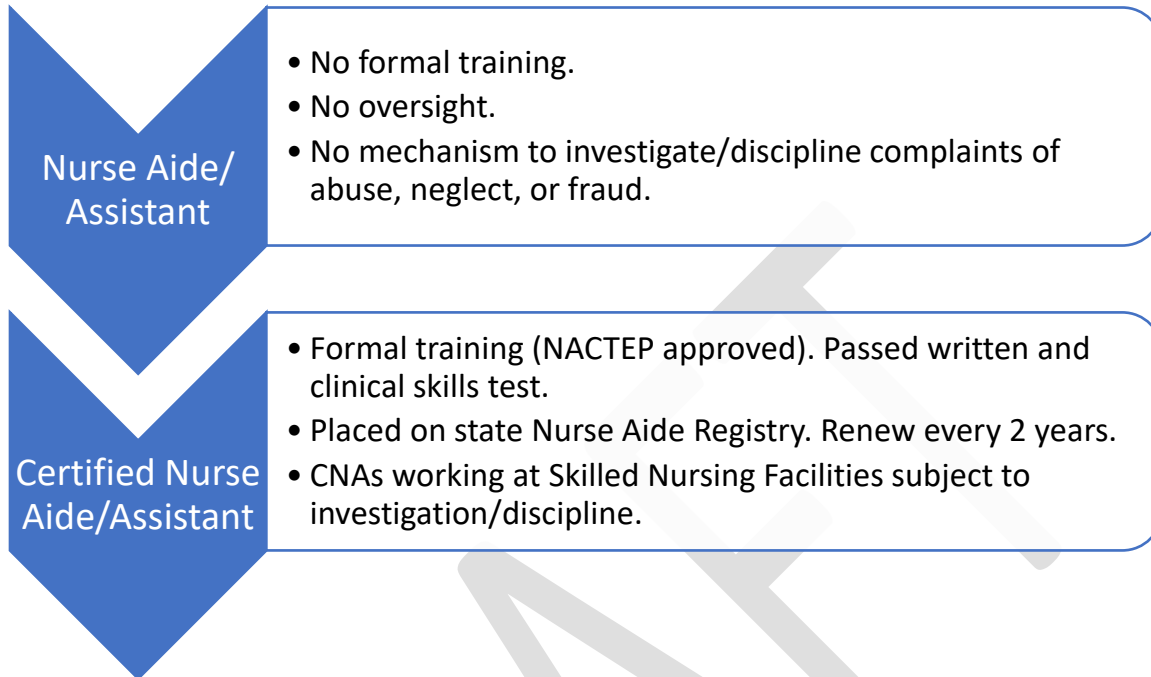 Nurse Aide/
Assistant
• No formal training.
• No oversight.
• No mechanism to investigate/discipline complaints of
abuse, neglect, or fraud.
Certified Nurse
Aide/Assistant
• Formal training (NACTEP approved). Passed written and
clinical skills test.
• Placed on state Nurse Aide Registry. Renew every 2 years.
• CNAs working at Skilled Nursing Facilities subject to
investigation/discipline.